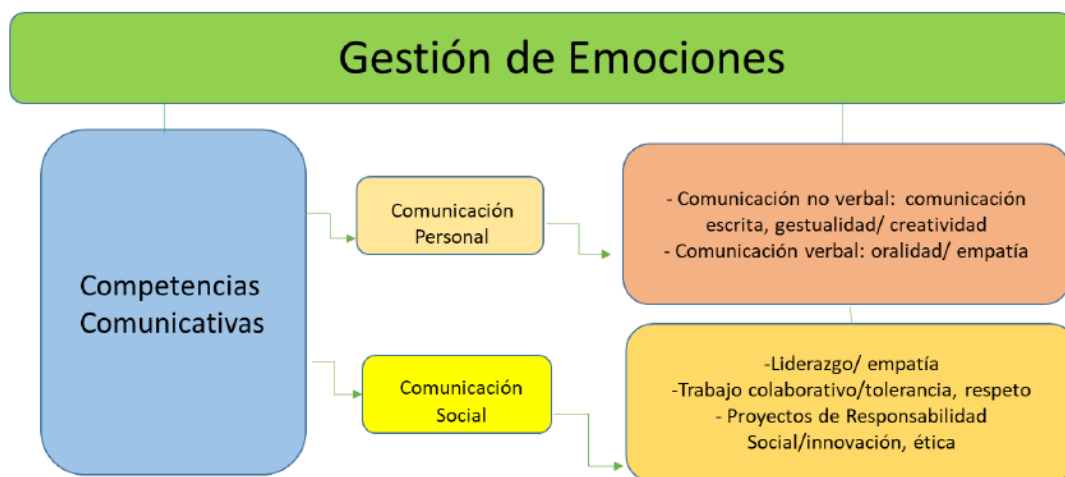 Gestión de Emociones
Competencias
Comunicativas
Comunicación
Personal
- Comunicación no verbal: comunicación
escrita, gestualidad/ creatividad
- Comunicación verbal: oralidad/ empatía
Comunicación
Social
-Liderazgo/ empatía
-Trabajo colaborativo/tolerancia, respeto
- Proyectos de Responsabilidad
Social/innovación, ética